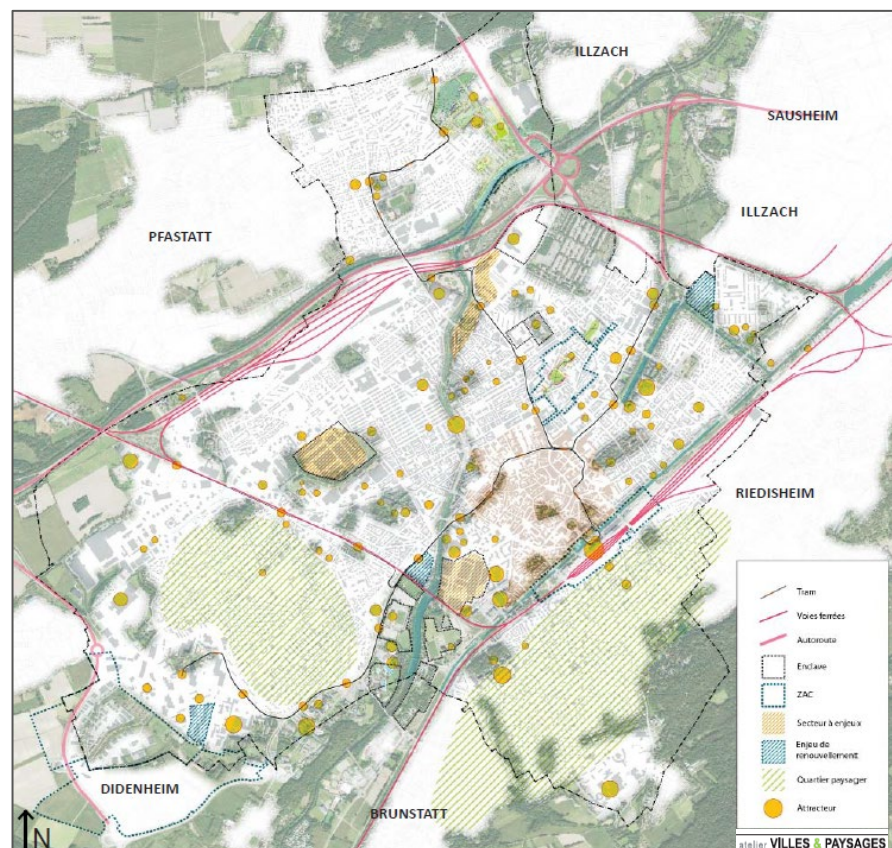 ILLZACH
SAUSHEIM
ILLZACH
PFASTATT
RIEDISHEIM
DIDENHEIM
BRUNSTATT
N
Tram
Voies ferrées
Autoroute
Enclave
ZAC
Secteur à enjeux
Enjeu de
renouvellement
Quartier paysager
Attracteur
atelier VILLES & PAYSAGES